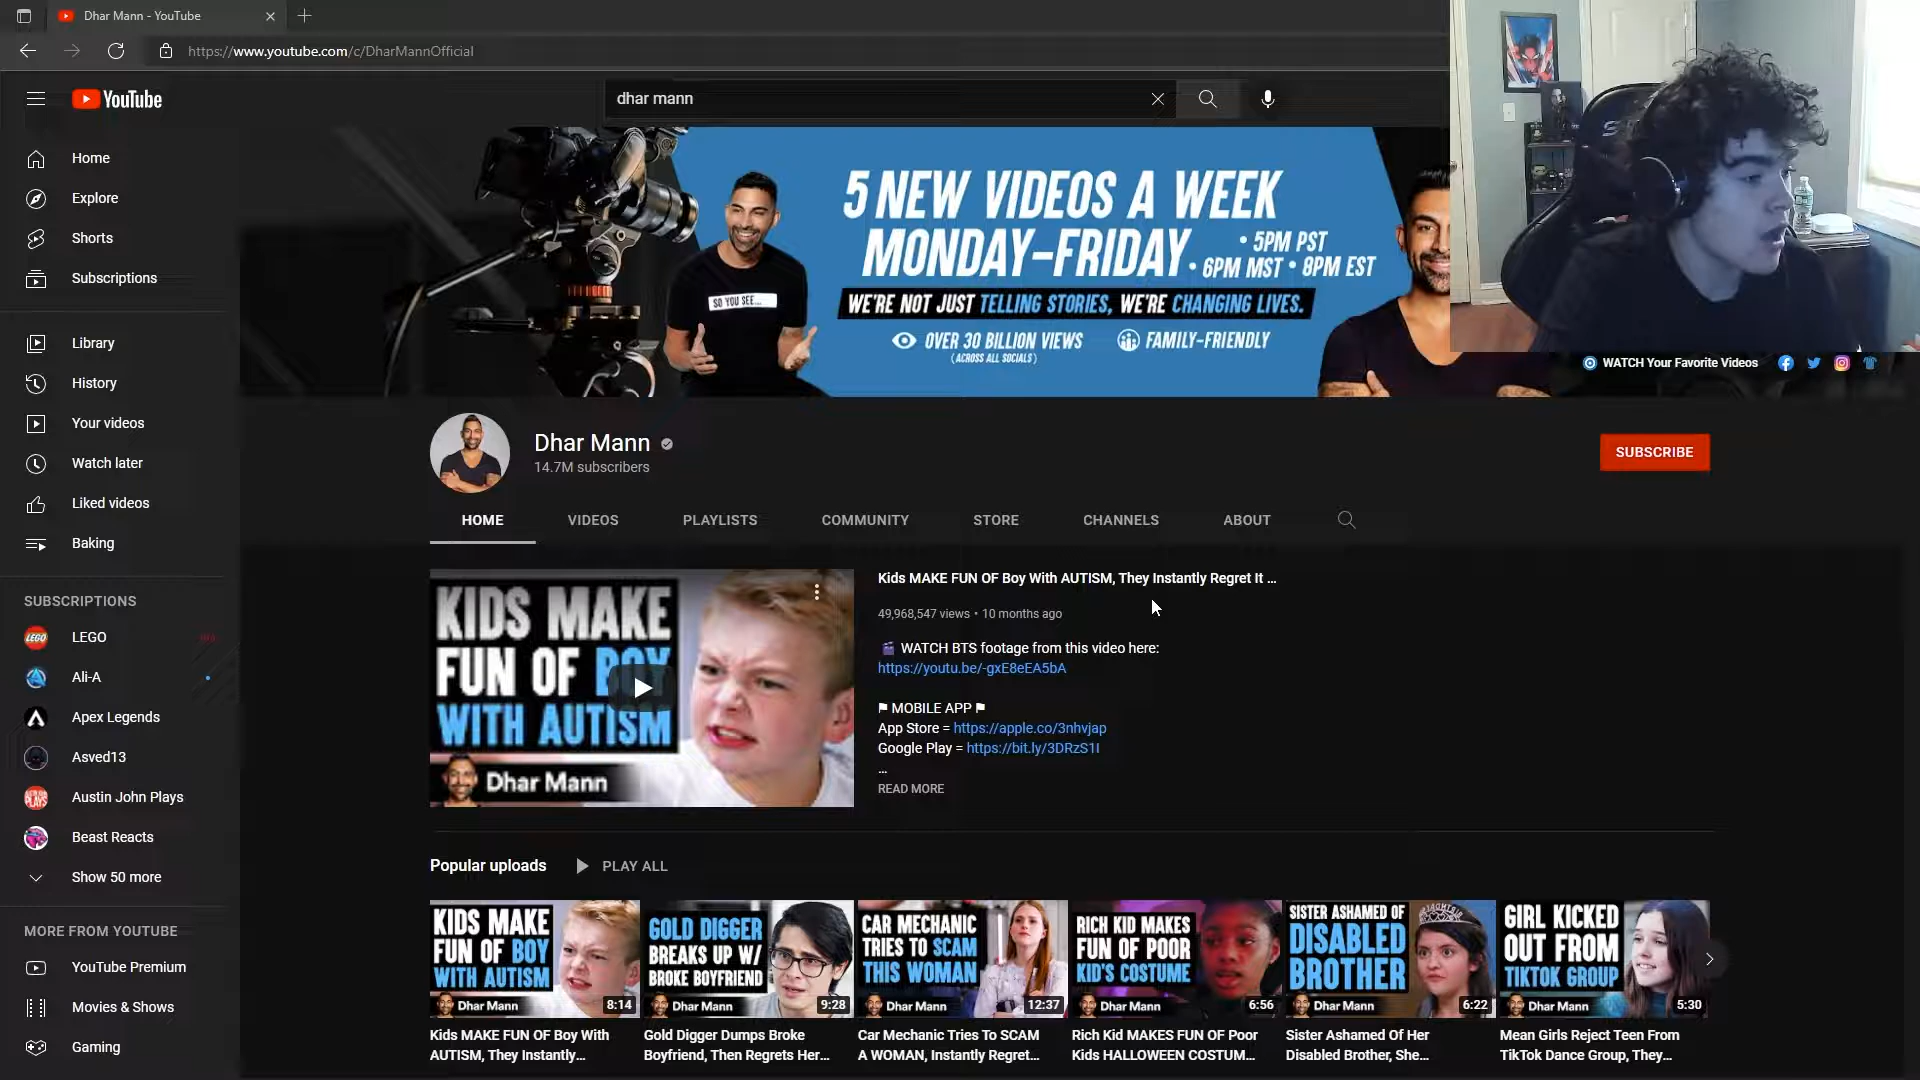 Dhar Mann - YouTube
https://www.youtube.com/c/DharMannOfficial
YouTube
dhar mann
Home
Explore
Shorts
Subscriptions
Library
History
Your videos
Watch later
Liked videos
Baking
SUBSCRIPTIONS
LEGO
Ali-A
Apex Legends
Asved13
Austin John Plays
Beast Reacts
Show 50 more
MORE FROM YOUTUBE
YouTube Premium
Movies & Shows
Gaming
SO YOU SEE...
5 NEW VIDEOS A WEEK
MONDAY-FRIDAY
• 5PM PST
• 6PM MST • 8PM EST
WE'RE NOT JUST TELLING STORIES, WE'RE CHANGING LIVES.
OVER 30 BILLION VIEWS
(ACROSS ALL SOCIALS)
FAMILY-FRIENDLY
WATCH Your Favorite Videos
Dhar Mann
14.7M subscribers
SUBSCRIBE
HOME
VIDEOS
PLAYLISTS
COMMUNITY
STORE
CHANNELS
ABOUT
KIDS MAKE
FUN OF BOY
WITH AUTISM
Dhar Mann
Kids MAKE FUN OF Boy With AUTISM, They Instantly Regret It ...
49,968,547 views • 10 months ago
WATCH BTS footage from this video here:
https://youtu.be/-gxE8eEA5bA
MOBILE APP
App Store = https://apple.co/3nhvjap
Google Play = https://bit.ly/3DRzS1I
...
READ MORE
Popular uploads
PLAY ALL
KIDS MAKE
FUN OF BOY
WITH AUTISM
Dhar Mann
8:14
Kids MAKE FUN OF Boy With
AUTISM, They Instantly...
GOLD DIGGER
BREAKS UP W/
BROKE BOYFRIEND
Dhar Mann
9:28
Gold Digger Dumps Broke
Boyfriend, Then Regrets Her...
CAR MECHANIC
TRIES TO SCAM
THIS WOMAN
Dhar Mann
12:37
Car Mechanic Tries To SCAM
A WOMAN, Instantly Regret...
RICH KID MAKES
FUN OF POOR
KID'S COSTUME
Dhar Mann
6:56
Rich Kid MAKES FUN OF Poor
Kids HALLOWEEN COSTUM...
SISTER ASHAMED OF
DISABLED
BROTHER
Dhar Mann
6:22
Sister Ashamed Of Her
Disabled Brother, She...
GIRL KICKED
OUT FROM
TIKTOK GROUP
Dhar Mann
5:30
Mean Girls Reject Teen From
TikTok Dance Group, They...